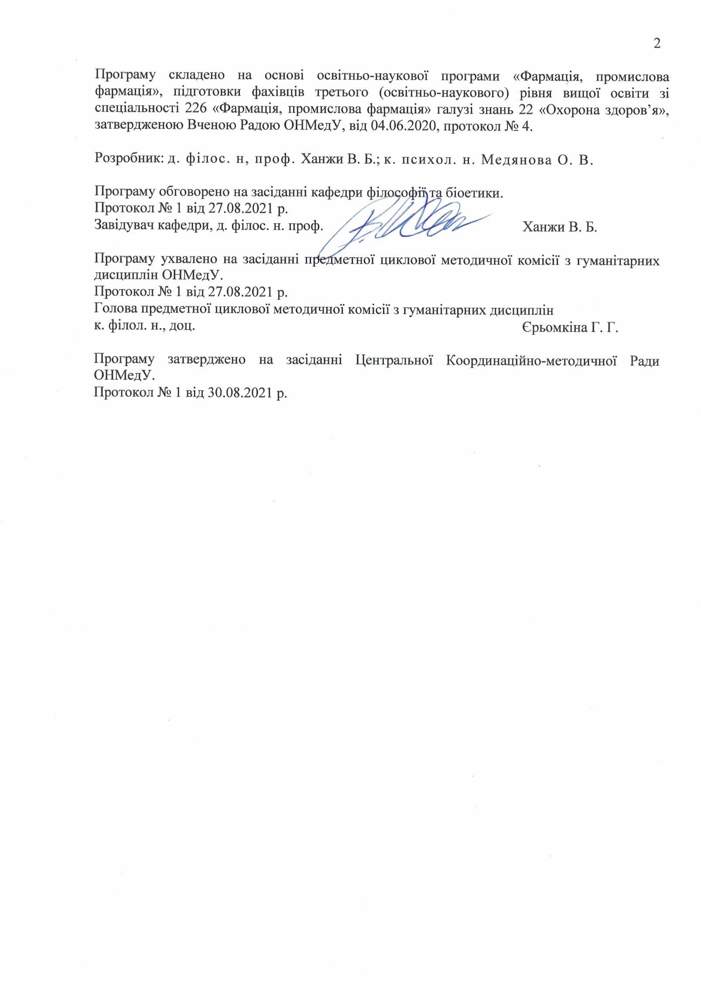 2
Програму складено на основі освітньо-наукової програми «Фармація, промислова
фармація», підготовки фахівців третього (освітньо-наукового) рівня вищої освіти зі
спеціальності 226 «Фармація, промислова фармація» галузі знань 22 «Охорона здоров’я»,
затвердженою Вченою Радою ОНМедУ, від 04.06.2020, протокол № 4.
Розробник: д. філос. н, проф. Ханжи В. Б.; к. психол. н. Медянова О. В.
Програму обговорено на засіданні кафедри філософії та біоетики.
Протокол № 1 від 27.08.2021 р.
Завідувач кафедри, д. філос. н. проф. Ханжи В. Б.
Програму ухвалено на засіданні предметної циклової методичної комісії з гуманітарних
дисциплін ОНМедУ.
Протокол № 1 від 27.08.2021 р.
Голова предметної циклової методичної комісії з гуманітарних дисциплін
к. філол. н., доц. Єрьомкіна Г. Г.
Програму затверджено на засіданні Центральної Координаційно-методичної Ради
ОНМедУ.
Протокол № 1 від 30.08.2021 р.